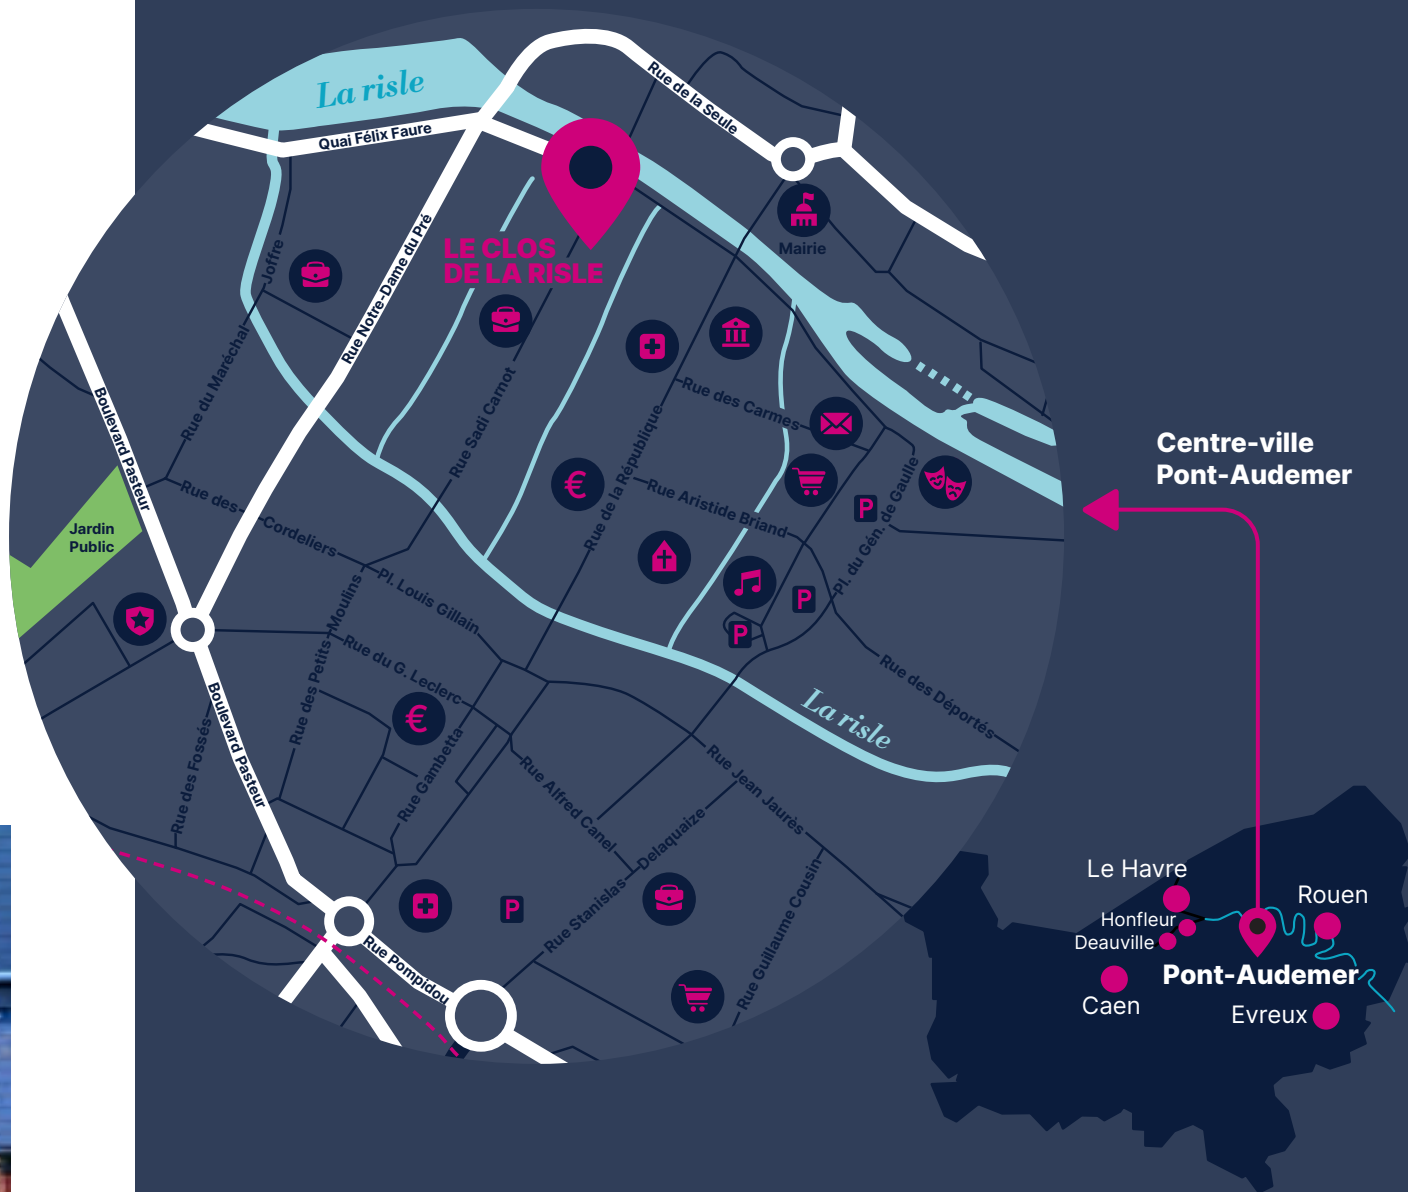 La risle
Quai Félix Faure
Rue de la Seule
Mairie
LE CLOS
DE LA RISLE
Joffre
Rue du Maréchal
Rue Notre-Dame du Pré
Boulevard Pasteur
Rue Sadi Carnot
Rue des Carmes
Rue de la République
Rue Aristide Briand
€
P
Pl. du Gén. de Gaulle
Centre-ville
Pont-Audemer
Jardin
Public
Rue des Cordeliers
Pl. Louis Gillain
Rue des Petits Moulins
P
P
Rue du G. Leclerc
€
Rue Gambetta
Rue des Fossés
Boulevard Pasteur
La risle
Rue des Déportés
Rue Jean Jaurès
Rue Alfred Canel
Rue Stanislas Delaquaize
Rue Guillaume Cousin
P
Rue Pompidou
Le Havre
Rouen
Honfleur
Deauville
Pont-Audemer
Caen
Evreux